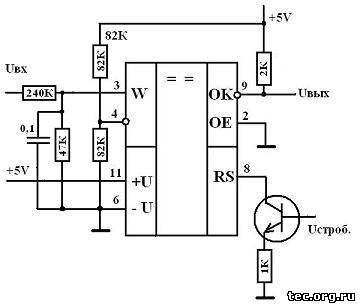 82K
+5V
Uвх
82K
2K
240K
3
W
= =
OK
9
Uвых
4
OE
2
0,1
47K
82K
+5V
11
+U
RS
8
6
- U
Uстроб.
1K
tec.org.ru